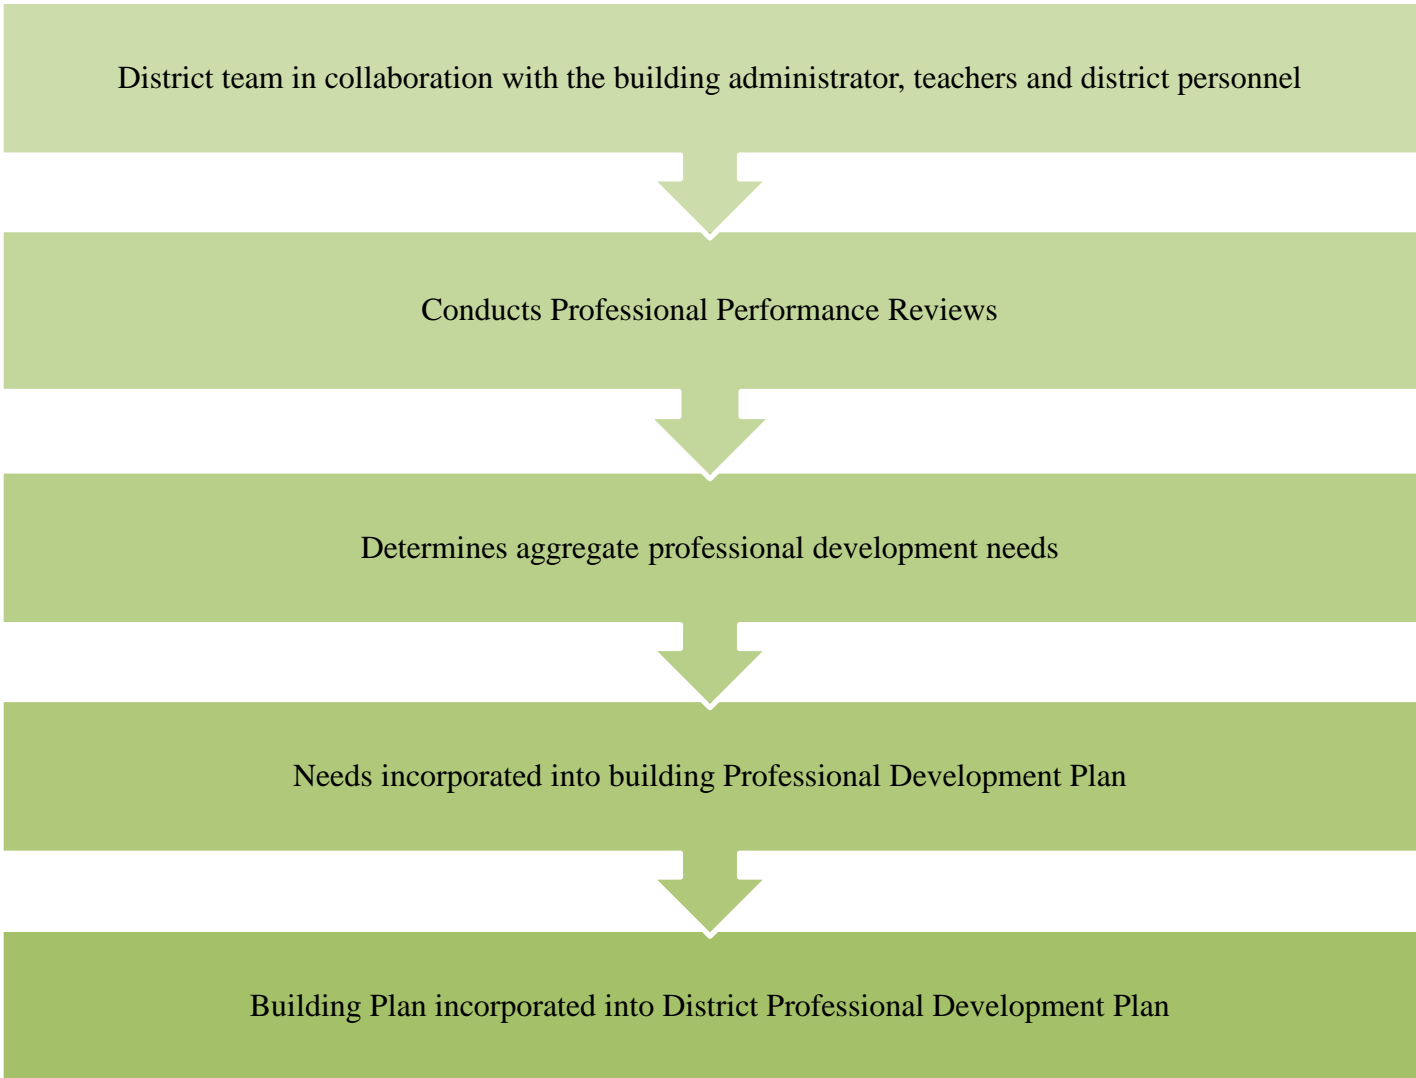 District team in collaboration with the building administrator, teachers and district personnel
Conducts Professional Performance Reviews
Determines aggregate professional development needs
Needs incorporated into building Professional Development Plan
Building Plan incorporated into District Professional Development Plan